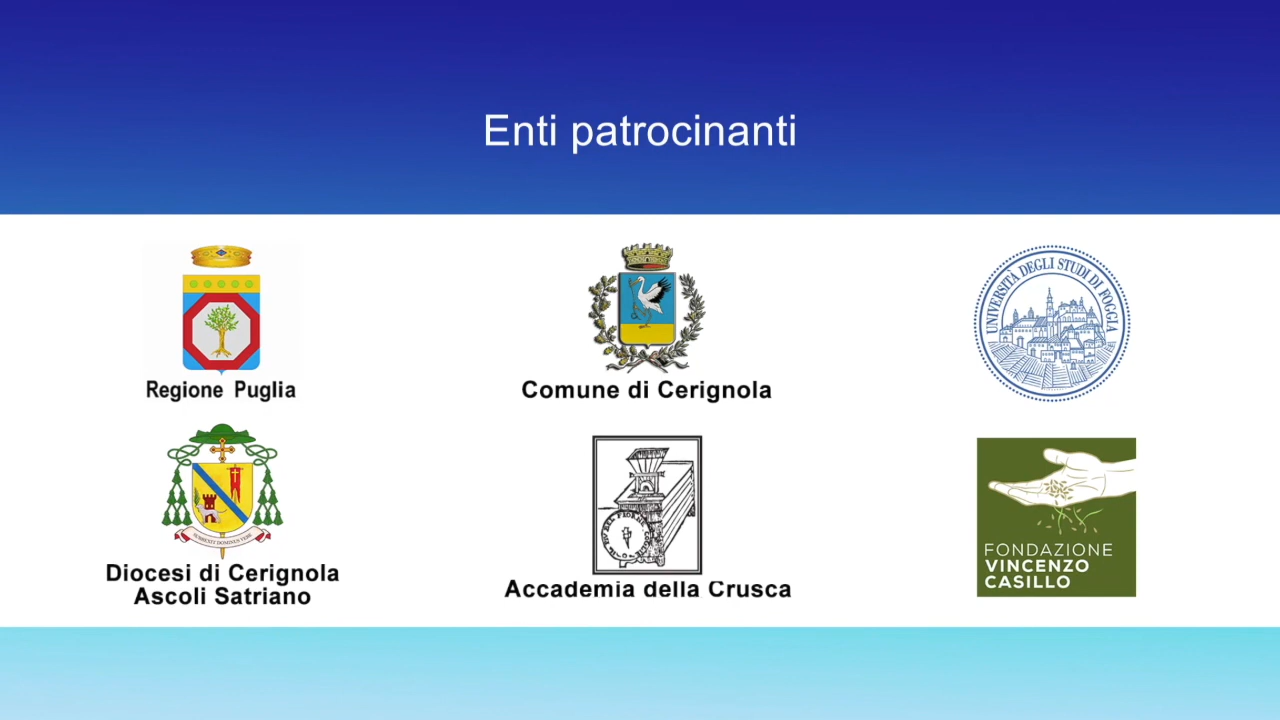 Enti patrocinanti
Regione Puglia
Comune di Cerignola
UNIVERSITÀ DEGLI STUDI DI FOGGIA
Diocesi di Cerignola
Ascoli Satriano
Accademia della Crusca
FONDAZIONE
VINCENZO
CASILLO